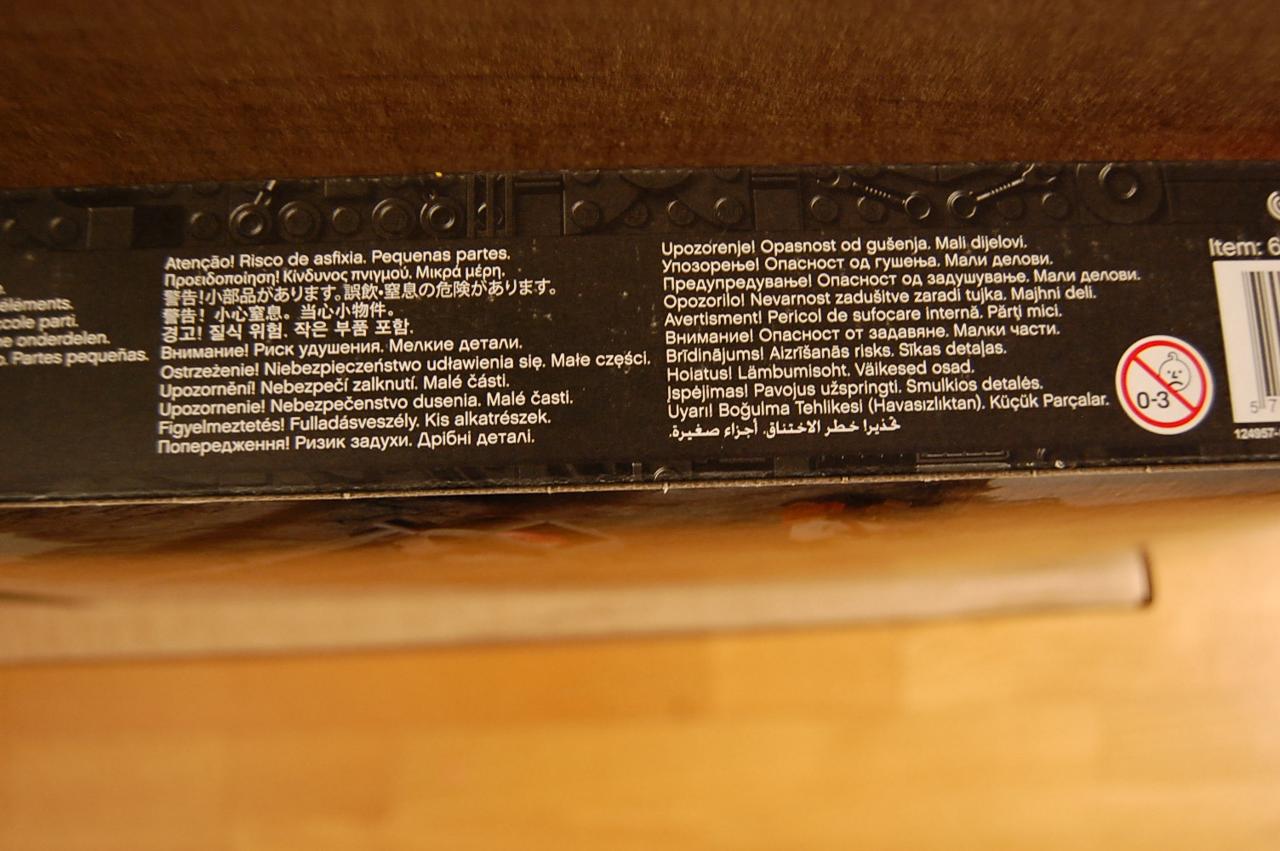 éléments.
ccole parti.
ne onderdelen.
Partes pequeñas.
Atenção! Risco de asfixia. Pequenas partes.
Προειδοποίηση! Κίνδυνος πνιγμού. Μικρά μέρη.
警告!小部品があります。誤飲・窒息の危険があります。
警告! 小心窒息。当心小物件。
경고! 질식 위험. 작은 부품 포함.
Внимание! Риск удушения. Мелкие детали.
Ostrzeżenie! Niebezpieczeństwo udławienia się. Małe części.
Upozornění! Nebezpečí zalknutí. Malé části.
Upozornenie! Nebezpečenstvo dusenia. Malé časti.
Figyelmeztetés! Fulladásveszély. Kis alkatrészek.
Попередження! Ризик задухи. Дрібні деталі.
Upozorenje! Opasnost od gušenja. Mali dijelovi.
Упозорење! Опасност од гушења. Мали делови.
Предупредување! Опасност од задушување. Мали делови.
Opozorilo! Nevarnost zadušitve zaradi tujka. Majhni deli.
Avertisment! Pericol de sufocare internă. Părţi mici.
Внимание! Опасност от задавяне. Малки части.
Brīdinājums! Aizrīšanās risks. Sīkas detaļas.
Hoiatus! Lämbumisoht. Väikesed osad.
Įspėjimas! Pavojus užspringti. Smulkios detalės.
Uyarı! Boğulma Tehlikesi (Havasızlıktan). Küçük Parçalar.
تحذير! خطر الاختناق. أجزاء صغيرة.
0-3
Item: 6
5 7
124957-